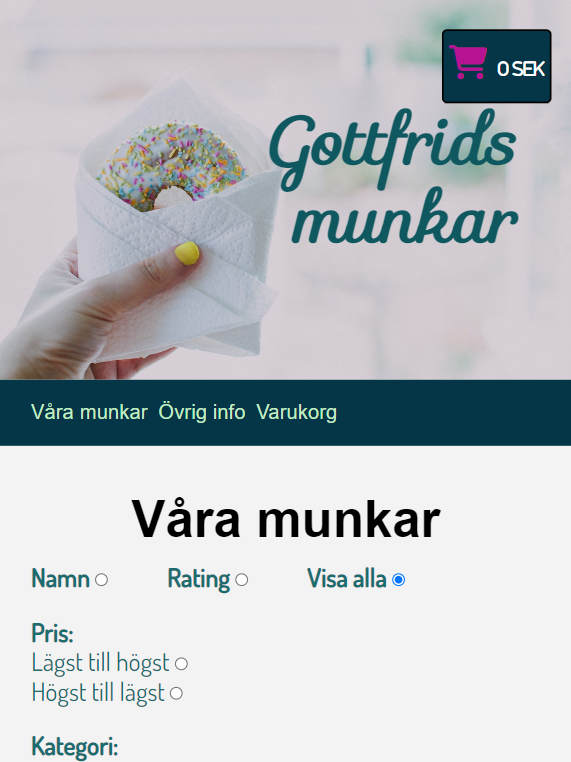 0 SEK
Gottfrids
munkar
Våra munkar Övrig info Varukorg
Våra munkar
Namn Rating Visa alla
Pris:
Lägst till högst
Högst till lägst
Kategori: